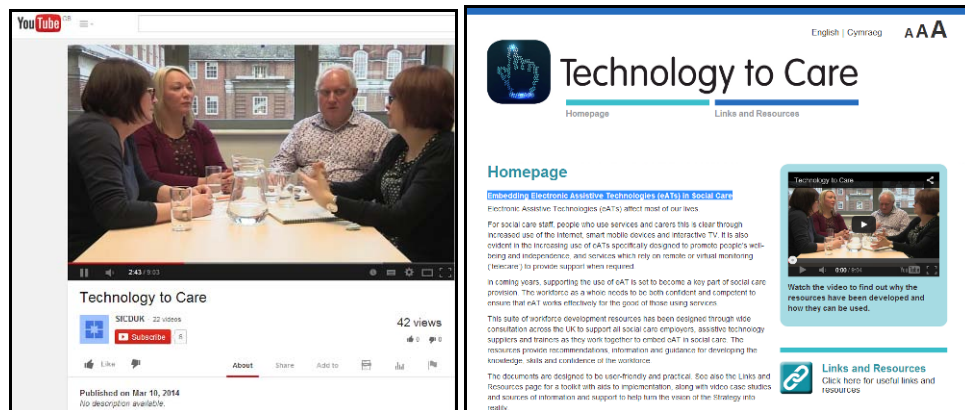 YouTube GB
2:43 / 9:03
Technology to Care
SICDUK 22 videos
Subscribe 5
42 views
0 0
Like
About Share Add to
Published on Mar 10, 2014
No description available.
English | Cymraeg A A A
Technology to Care
Homepage Links and Resources
Homepage
Embedding Electronic Assistive Technologies (eATs) in Social Care
Electronic Assistive Technologies (eATs) affect most of our lives
For social care staff, people who use services and carers this is clear through
increased use of the internet, smart mobile devices and interactive TV. It is also
evident in the increasing use of eATs specifically designed to promote people's well-
being and independence, and services which rely on remote or virtual monitoring
('telecare') to provide support when required
In coming years, supporting the use of eAT is set to become a key part of social care
provision. The workforce as a whole needs to be both confident and competent to
ensure that eAT works effectively for the good of those using services
This suite of workforce development resources has been designed through wide
consultation across the UK to support all social care employers, assistive technology
suppliers and trainers as they work together to embed eAT in social care. The
resources provide recommendations, information and guidance for developing the
knowledge, skills and confidence of the workforce.
The documents are designed to be user-friendly and practical. See also the Links and
Resources page for a toolkit with aids to implementation, along with video case studies
and sources of information and support to help turn the vision of the Strategy into
reality
Technology to Care
0:00
Watch the video to find out why the
resources have been developed and
how they can be used.
Links and Resources
Click here for useful links and
resources